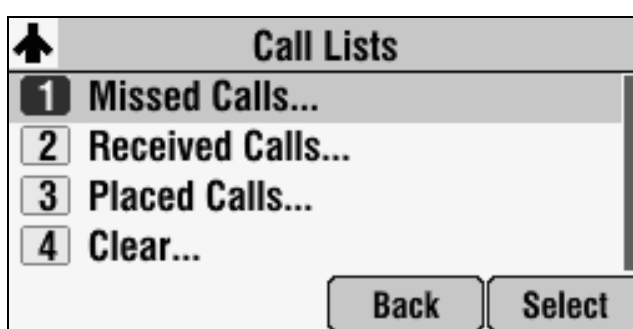 Call Lists
1 Missed Calls...
2 Received Calls...
3 Placed Calls...
4 Clear...
Back Select